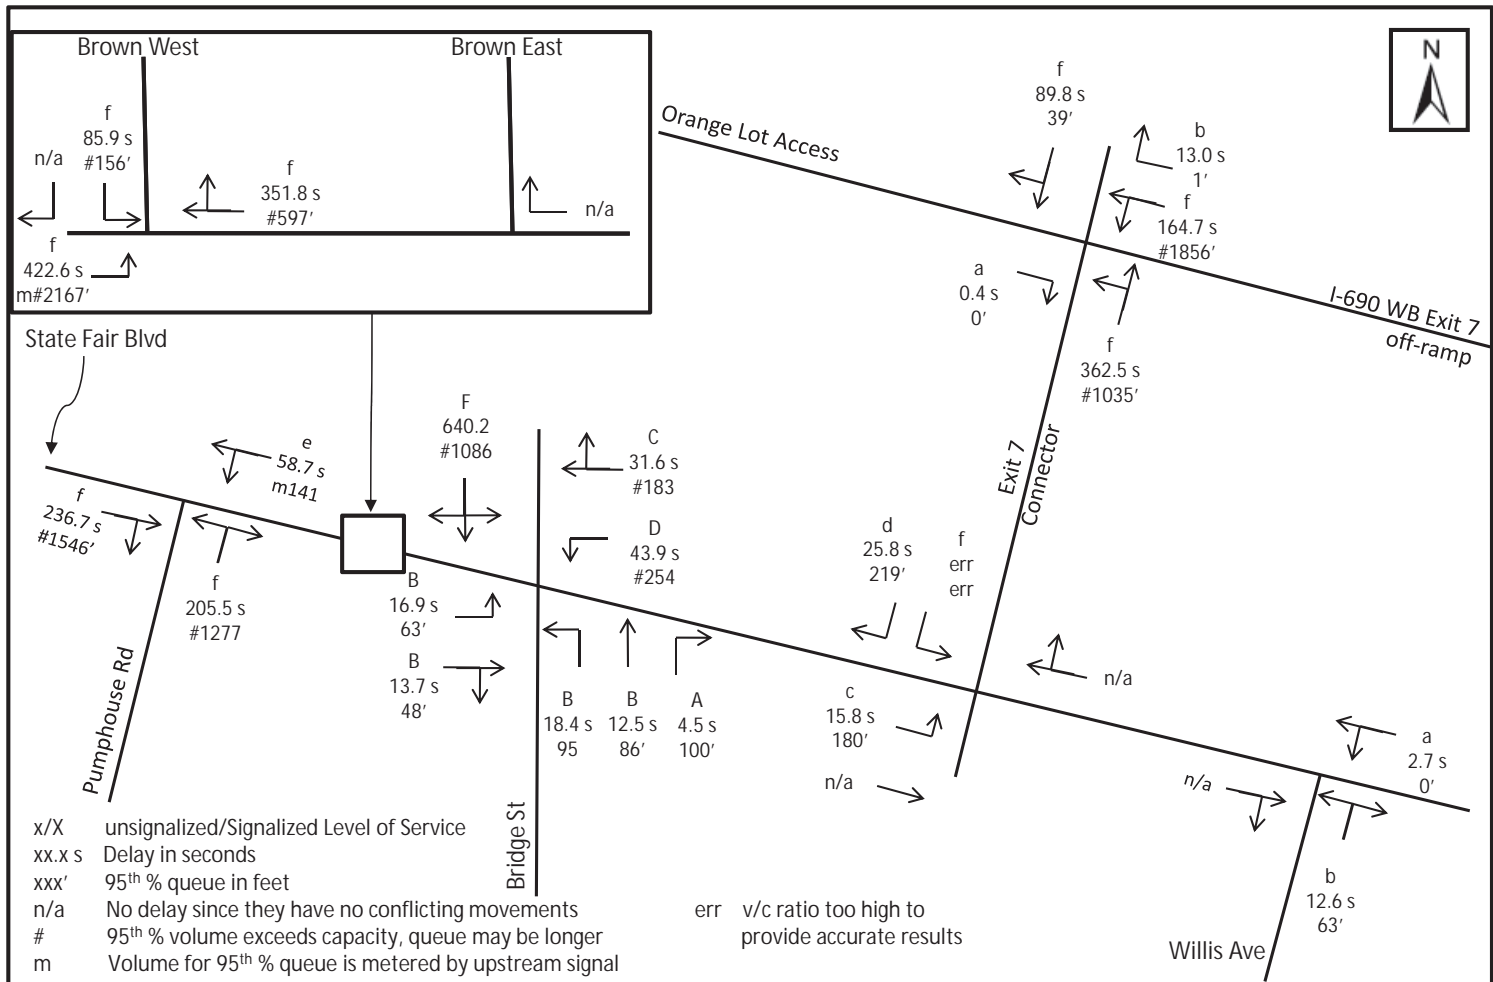 Brown West
Brown East
N
f
85.9 s
#156'
n/a
f
351.8 s
#597'
n/a
f
422.6 s
m#2167'
Orange Lot Access
f
89.8 s
39'
b
13.0 s
1'
f
164.7 s
#1856'
a
0.4 s
0'
f
362.5 s
#1035'
I-690 WB Exit 7
off-ramp
State Fair Blvd
e
58.7 s
m141
F
640.2
#1086
C
31.6 s
#183
f
236.7 s
#1546'
f
205.5 s
#1277
D
43.9 s
#254
B
16.9 s
63'
B
13.7 s
48'
B
18.4 s
95
B
12.5 s
86'
A
4.5 s
100'
Exit 7
Connector
d
25.8 s
219'
f
err
err
n/a
c
15.8 s
180'
n/a
a
2.7 s
0'
n/a
b
12.6 s
63'
Pumphouse Rd
Bridge St
Willis Ave
x/X unsignalized/Signalized Level of Service
xx.x s Delay in seconds
xxx' 95th % queue in feet
n/a No delay since they have no conflicting movements
# 95th % volume exceeds capacity, queue may be longer
m Volume for 95th % queue is metered by upstream signal
err v/c ratio too high to
provide accurate results